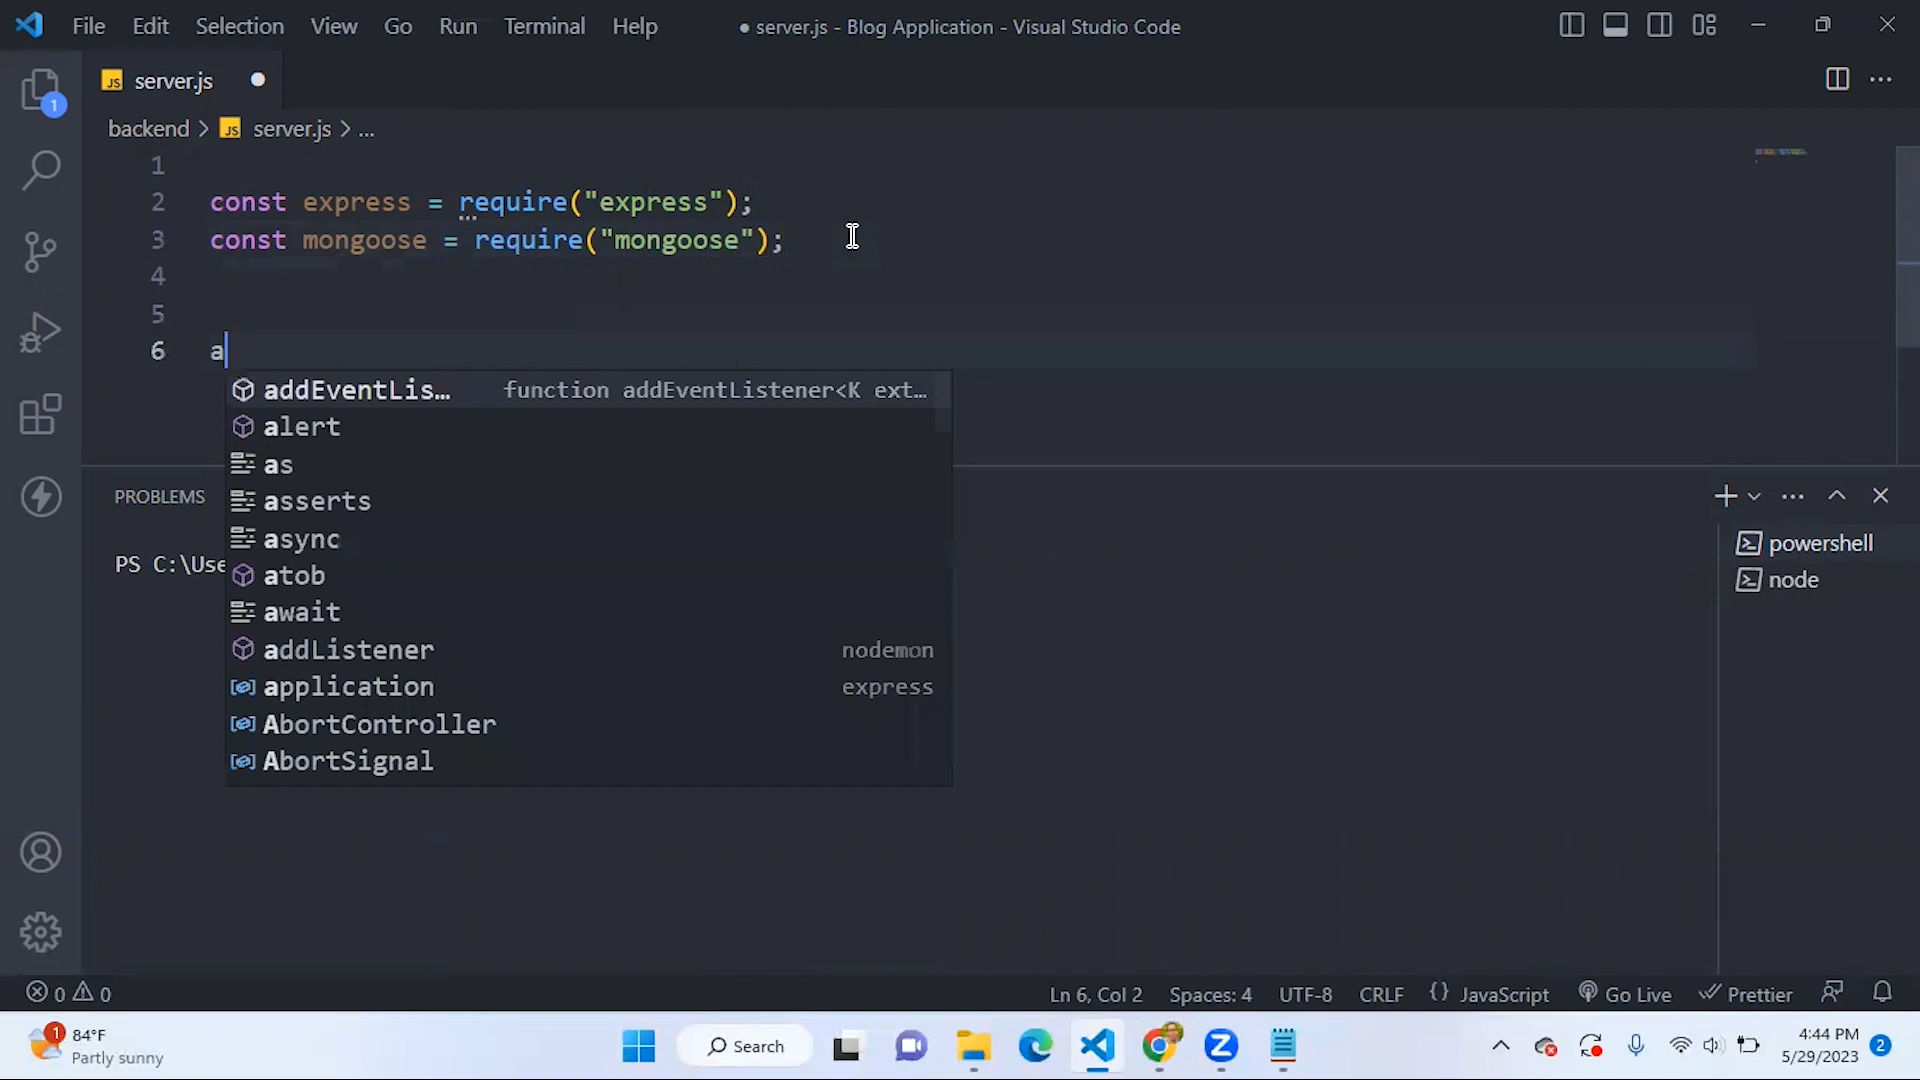 File Edit Selection View Go Run Terminal Help ● server.js - Blog Application - Visual Studio Code
1
JS server.js
backend > JS server.js > ...
1
2 const express = require("express");
3 const mongoose = require("mongoose");
4
5
6 a
addEventLis… function addEventListener<K ext…
alert
as
asserts
async
atob
await
addListener nodemon
application express
AbortController
AbortSignal
PROBLEMS
PS C:\Use
powershell
node
0 0 Ln 6, Col 2 Spaces: 4 UTF-8 CRLF {} JavaScript Go Live Prettier
1 84°F
Partly sunny
Search
4:44 PM
5/29/2023 2